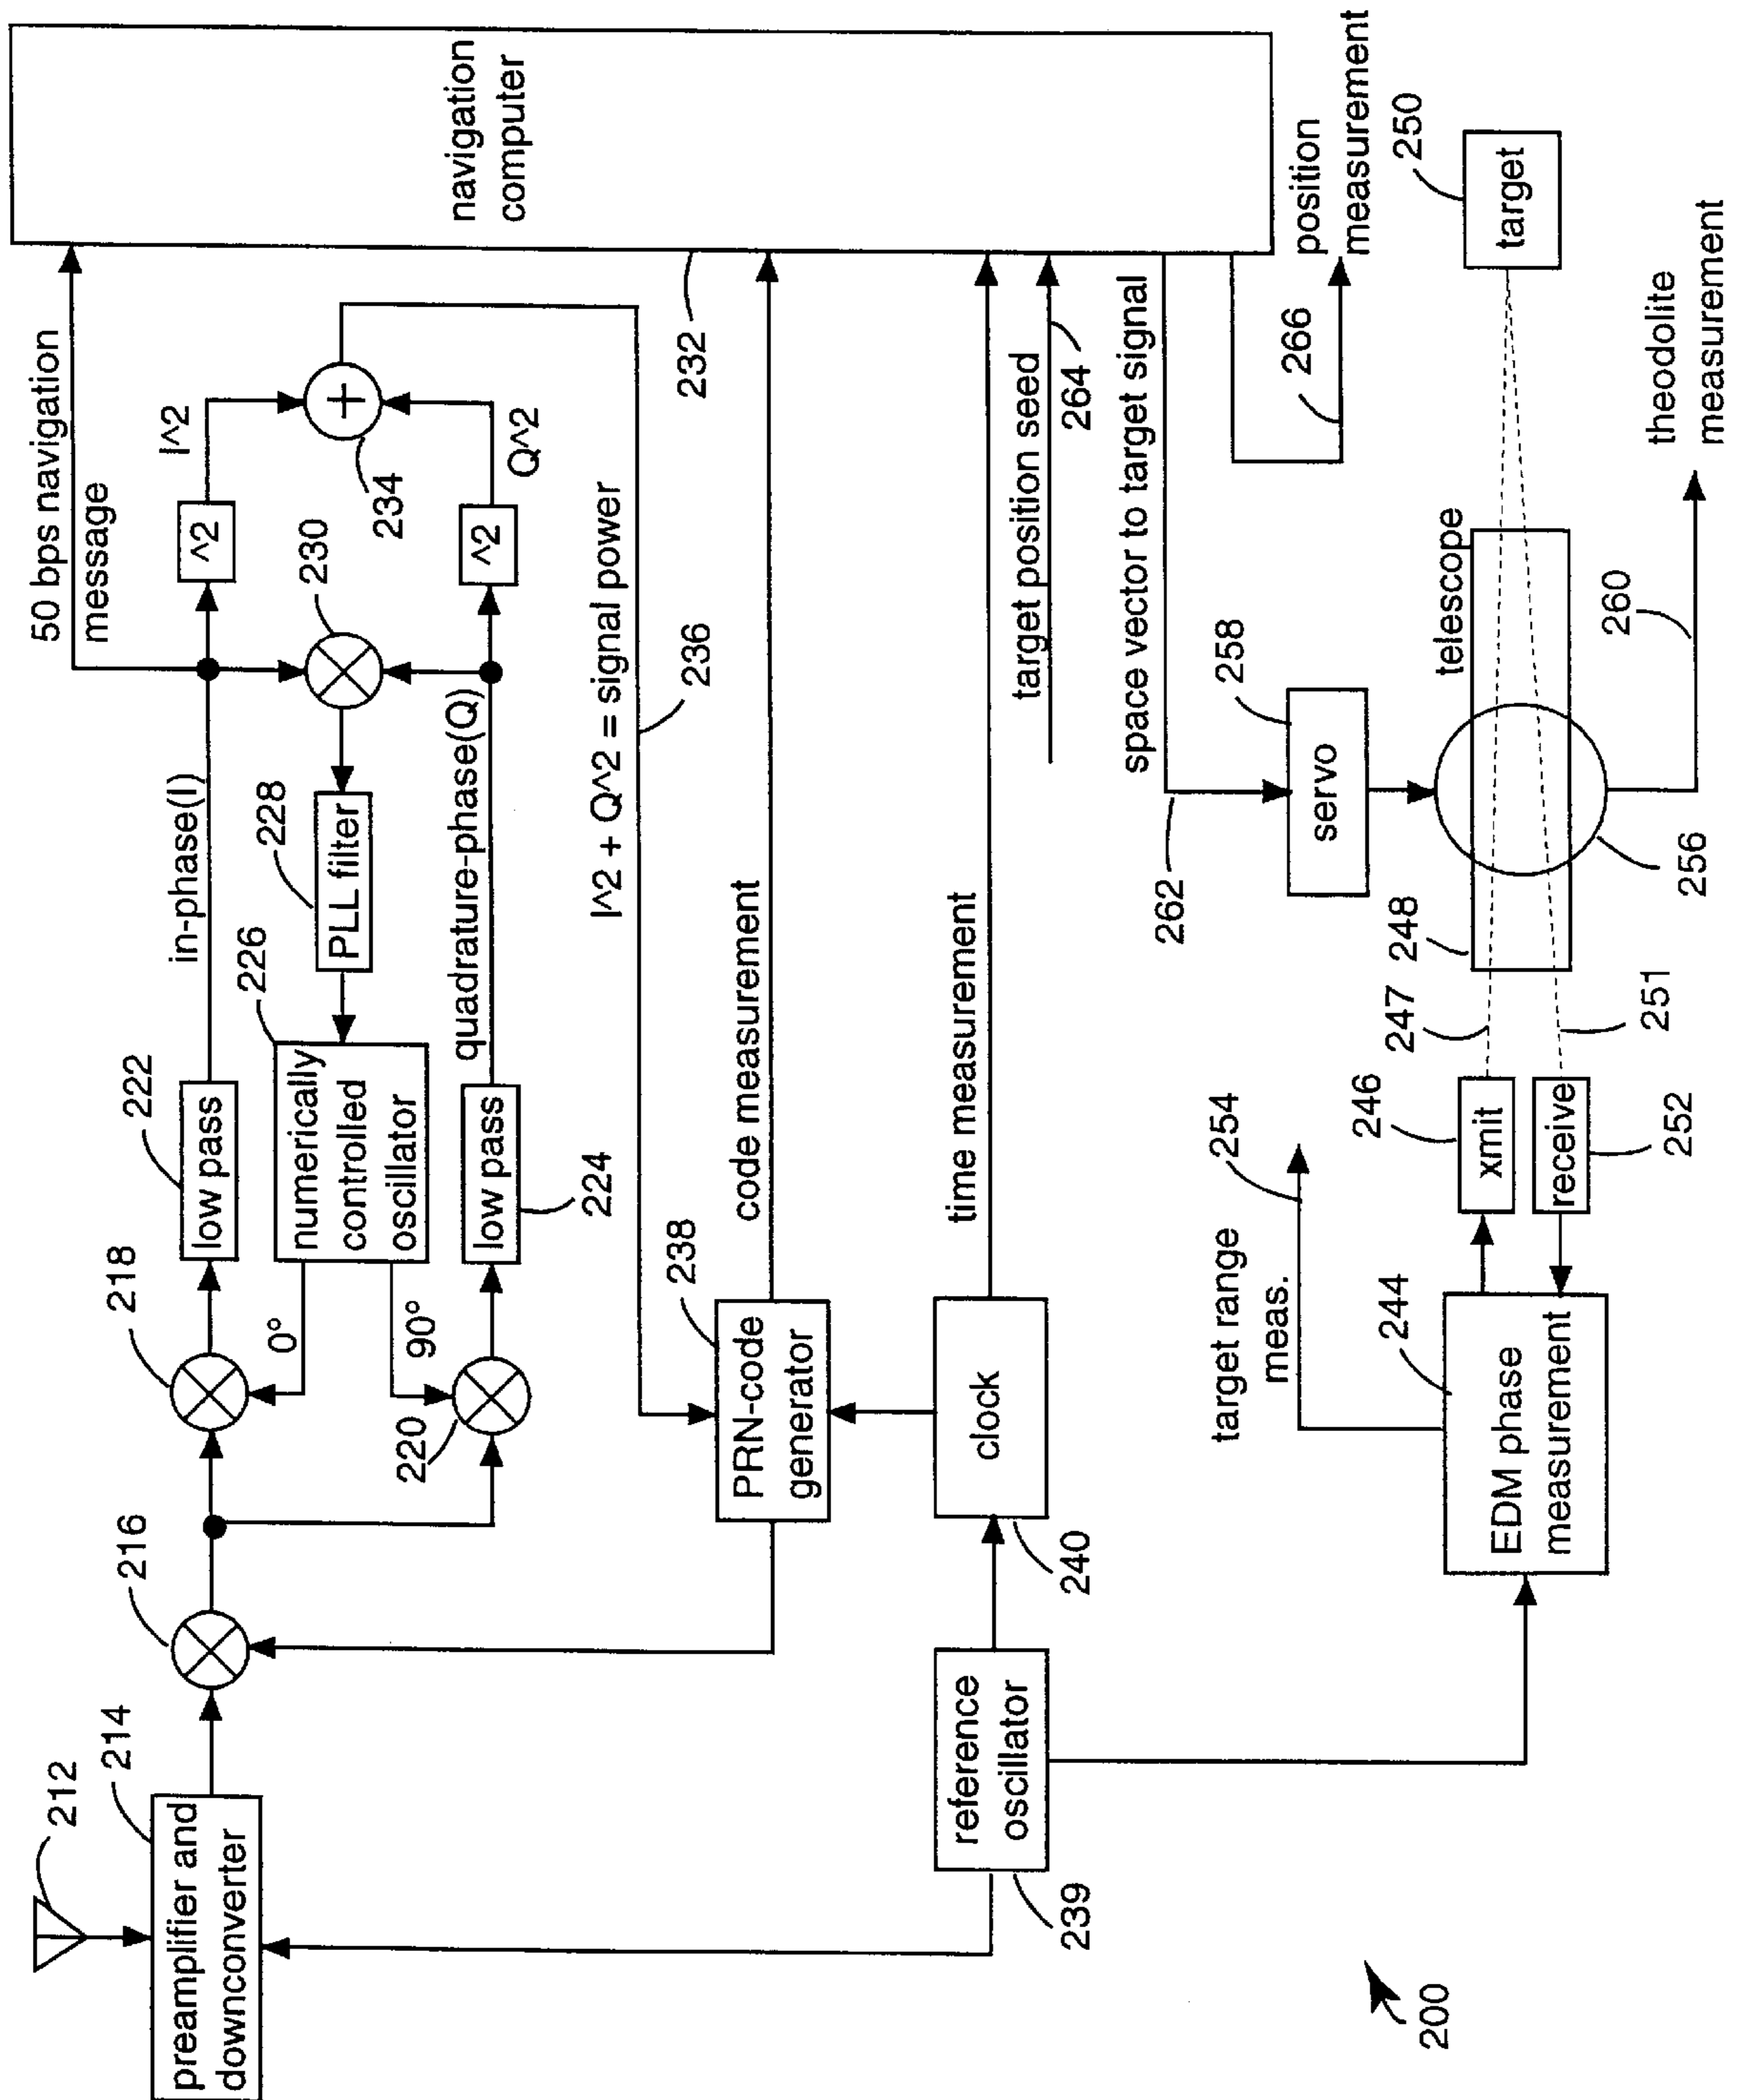 212
214
preamplifier and
downconverter
216
218
0°
90°
220
222
low pass
low pass
224
226
numerically
controlled
oscillator
228
PLL filter
in-phase(I)
quadrature-phase(Q)
230
50 bps navigation
message
^2
^2
I^2
Q^2
+
234
navigation
computer
232
I^2 + Q^2 = signal power
236
238
PRN-code
generator
code measurement
reference
oscillator
239
clock
240
time measurement
target position seed
264
space vector to target signal
262
266
position
measurement
target range
meas.
254
244
EDM phase
measurement
246
xmit
receive
252
247
251
248
258
servo
telescope
256
260
theodolite
measurement
250
target
200